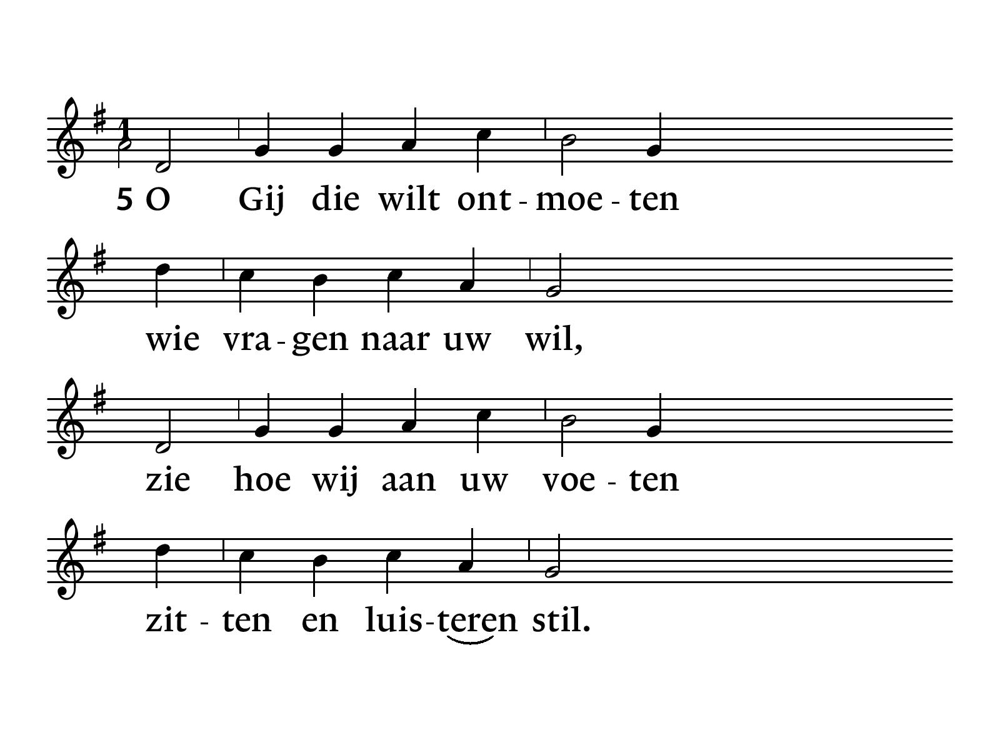 1
5 O Gij die wilt ont-moe-ten
wie vra-gen naar uw wil,
zie hoe wij aan uw voe-ten
zit-ten en luis-teren stil.